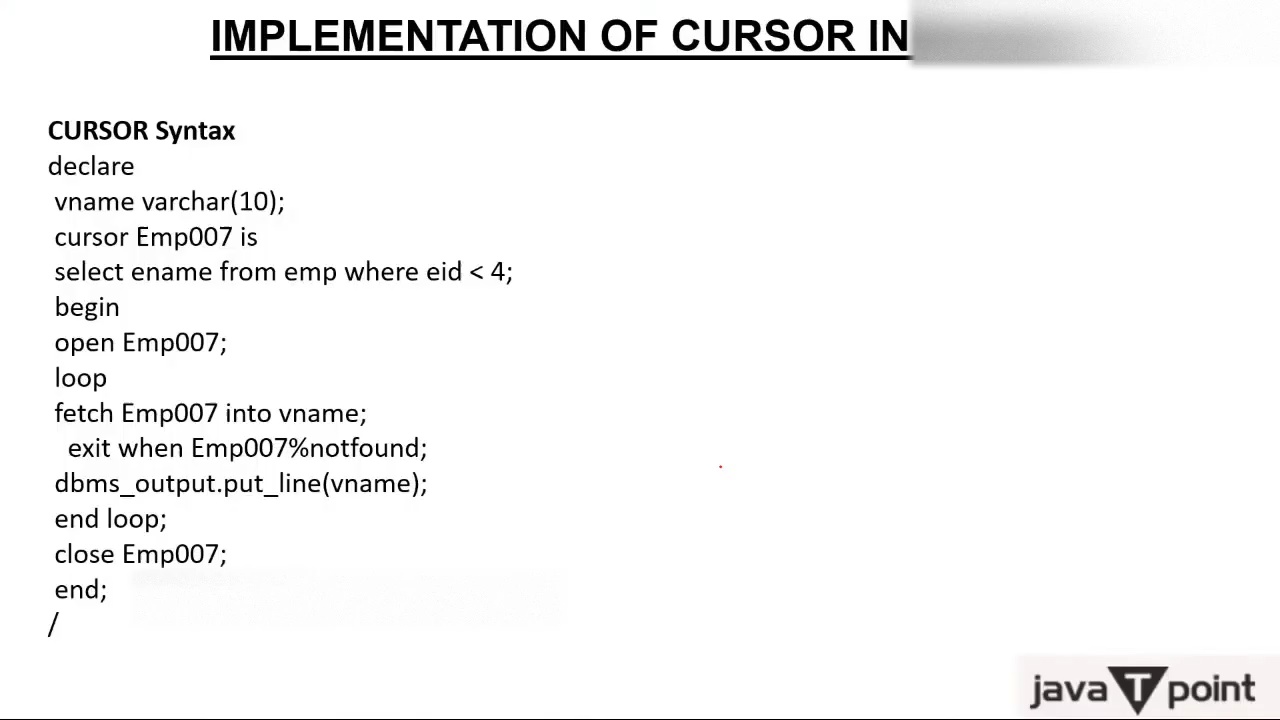 IMPLEMENTATION OF CURSOR IN
CURSOR Syntax
declare
vname varchar(10);
cursor Emp007 is
select ename from emp where eid < 4;
begin
open Emp007;
loop
fetch Emp007 into vname;
exit when Emp007%notfound;
dbms_output.put_line(vname);
end loop;
close Emp007;
end;
/
java T point